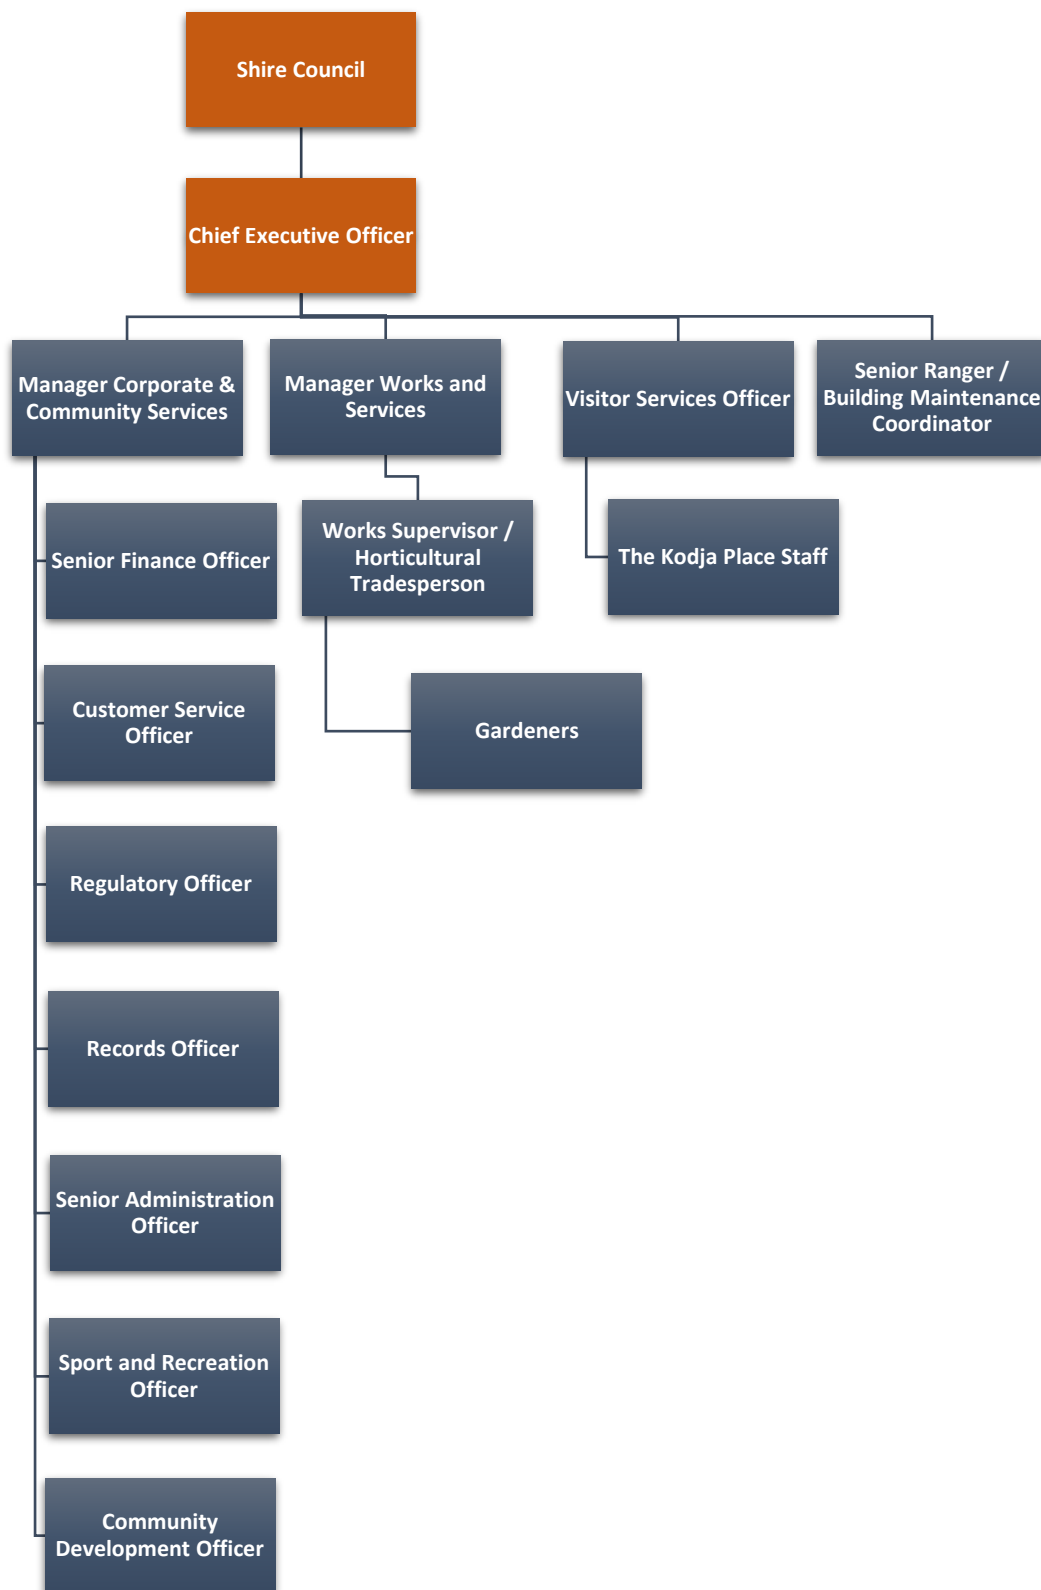 Shire Council
Chief Executive Officer
Manager Corporate &
Community Services
Manager Works and
Services
Visitor Services Officer
Senior Ranger /
Building Maintenance
Coordinator
Senior Finance Officer
Works Supervisor /
Horticultural
Tradesperson
The Kodja Place Staff
Customer Service
Officer
Gardeners
Regulatory Officer
Records Officer
Senior Administration
Officer
Sport and Recreation
Officer
Community
Development Officer